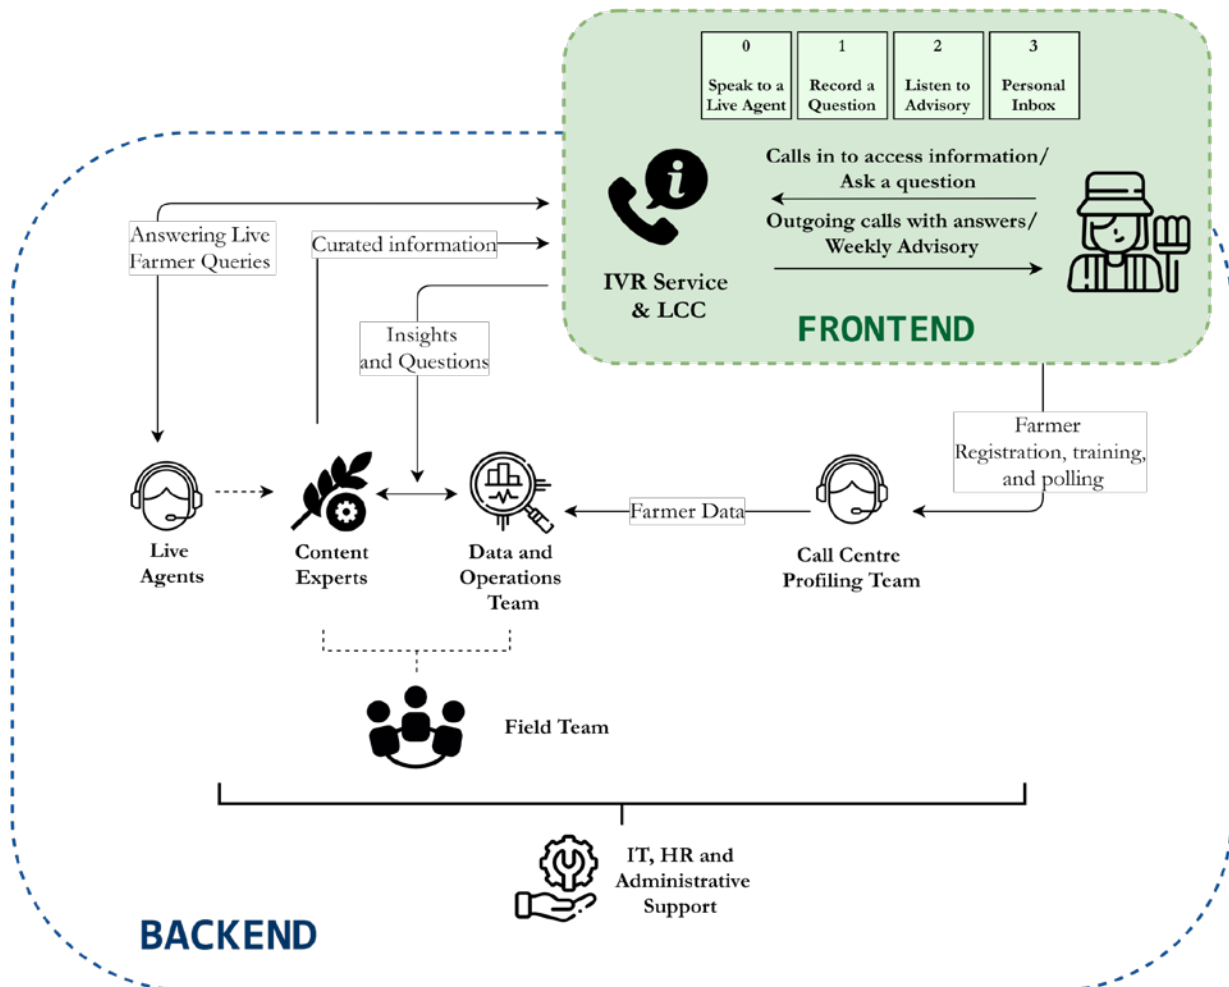 0
Speak to a
Live Agent
1
Record a
Question
2
Listen to
Advisory
3
Personal
Inbox
Calls in to access information/
Ask a question
Outgoing calls with answers/
Weekly Advisory
IVR Service
& LCC
FRONTEND
Answering Live
Farmer Queries
Curated information
Insights
and Questions
Farmer
Registration, training,
and polling
Farmer Data
Live
Agents
Content
Experts
Data and
Operations
Team
Call Centre
Profiling Team
Field Team
IT, HR and
Administrative
Support
BACKEND